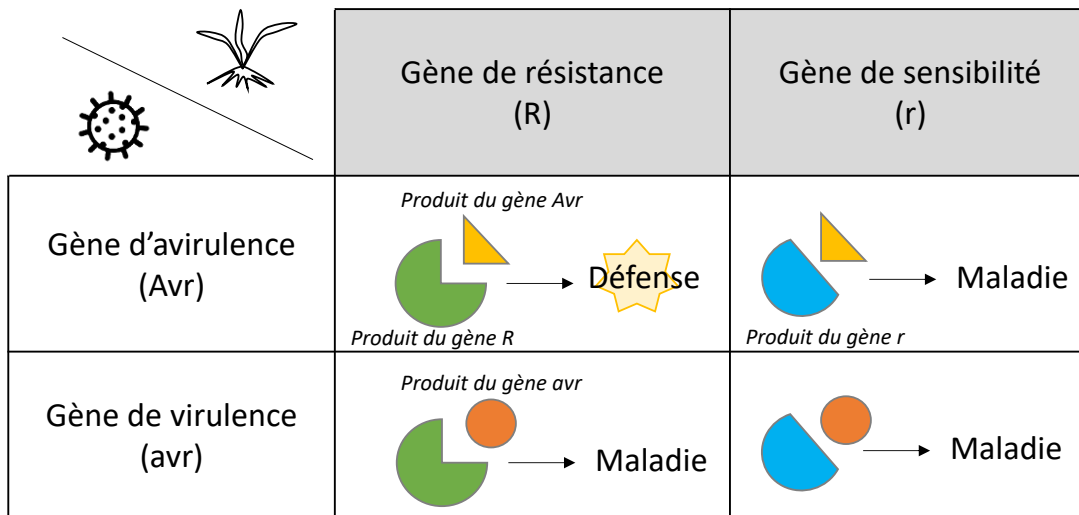 Gène de résistance
(R)
Gène de sensibilité
(r)
Gène d’avirulence
(Avr)
Produit du gène Avr
Défense
Produit du gène R
Maladie
Produit du gène r
Gène de virulence
(avr)
Produit du gène avr
Maladie
Maladie